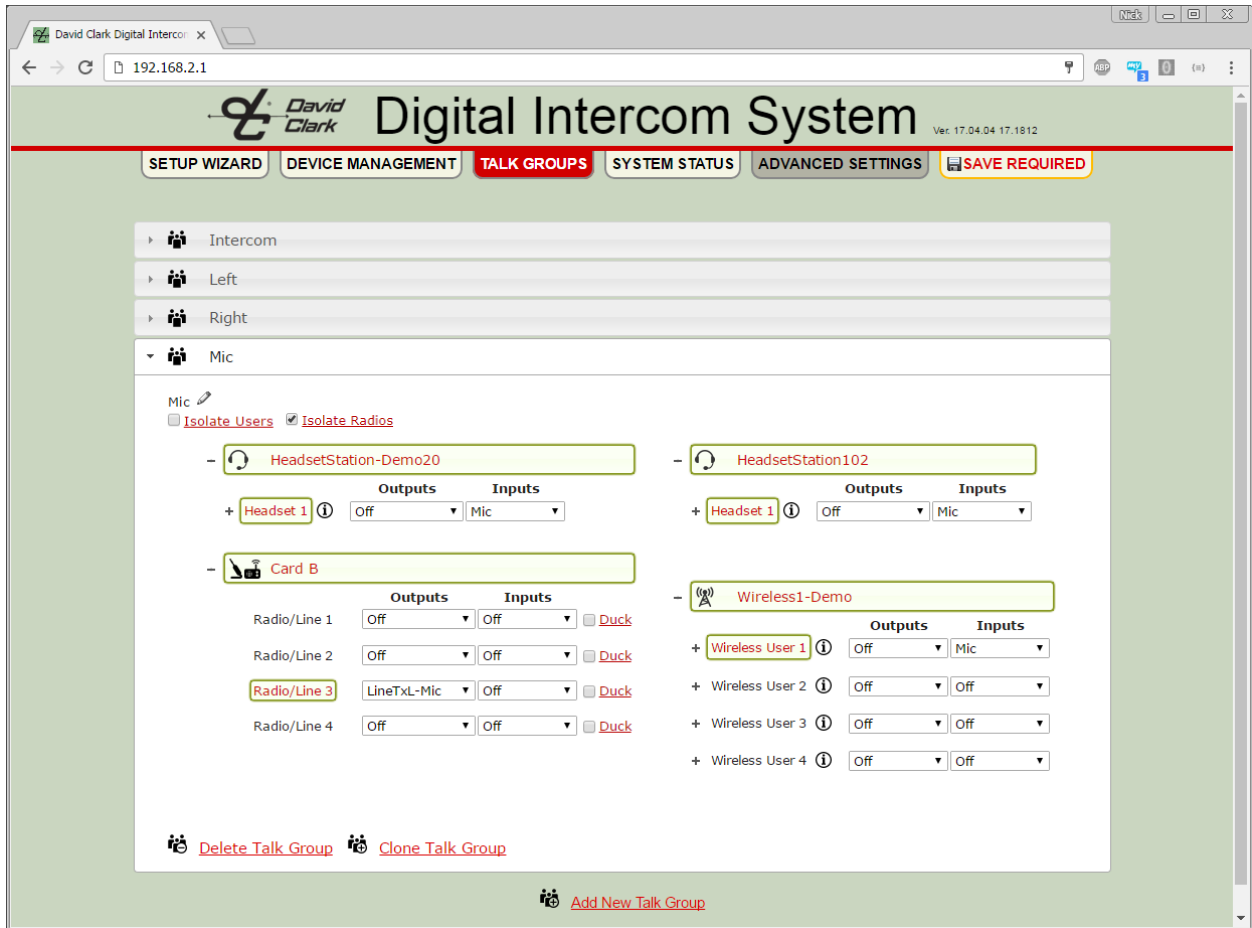 Nick
David Clark Digital Intercon
192.168.2.1
ABP
3
David Clark
Digital Intercom System
Ver. 17.04.04 17.1812
SETUP WIZARD DEVICE MANAGEMENT TALK GROUPS SYSTEM STATUS ADVANCED SETTINGS SAVE REQUIRED
Intercom
Left
Right
Mic
Mic
Isolate Users Isolate Radios
HeadsetStation-Demo20
Outputs Inputs
Headset 1 Off Mic
HeadsetStation102
Outputs Inputs
Headset 1 Off Mic
Card B
Outputs Inputs
Radio/Line 1 Off Off Duck
Radio/Line 2 Off Off Duck
Radio/Line 3 LineTxL-Mic Off Duck
Radio/Line 4 Off Off Duck
Wireless1-Demo
Outputs Inputs
Wireless User 1 Off Mic
Wireless User 2 Off Off
Wireless User 3 Off Off
Wireless User 4 Off Off
Delete Talk Group Clone Talk Group
Add New Talk Group